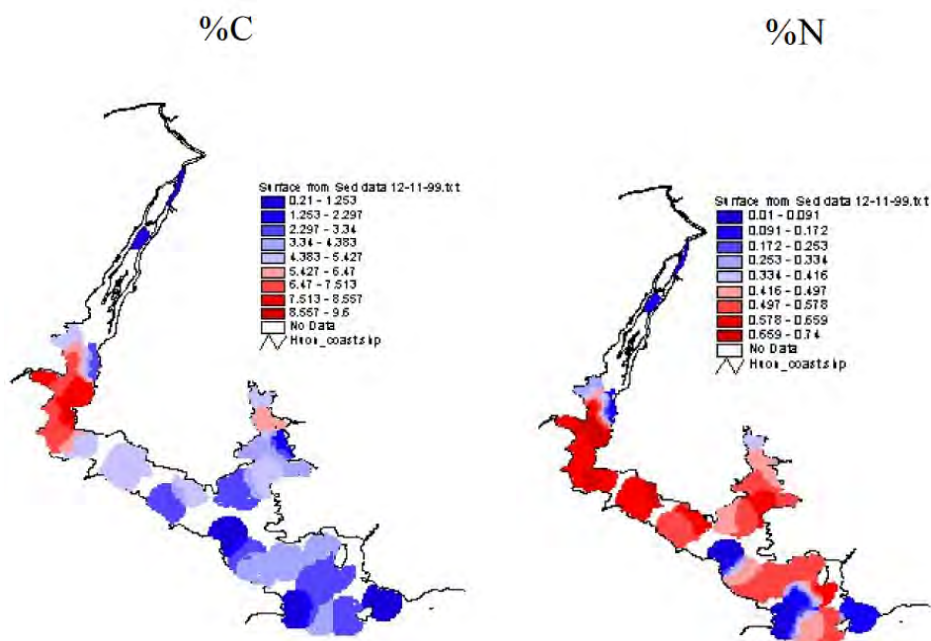 %C
%N
Surface from Sed data 12-11-99.txt
0.21 - 1.253
1.253 - 2.297
2.297 - 3.34
3.34 - 4.383
4.383 - 5.427
5.427 - 6.47
6.47 - 7.513
7.513 - 8.557
8.557 - 9.6
No Data
Huon_coast.shp
Surface from Sed data 12-11-99.txt
0.01 - 0.091
0.091 - 0.172
0.172 - 0.253
0.253 - 0.334
0.334 - 0.416
0.416 - 0.497
0.497 - 0.578
0.578 - 0.659
0.659 - 0.74
No Data
Huon_coast.shp